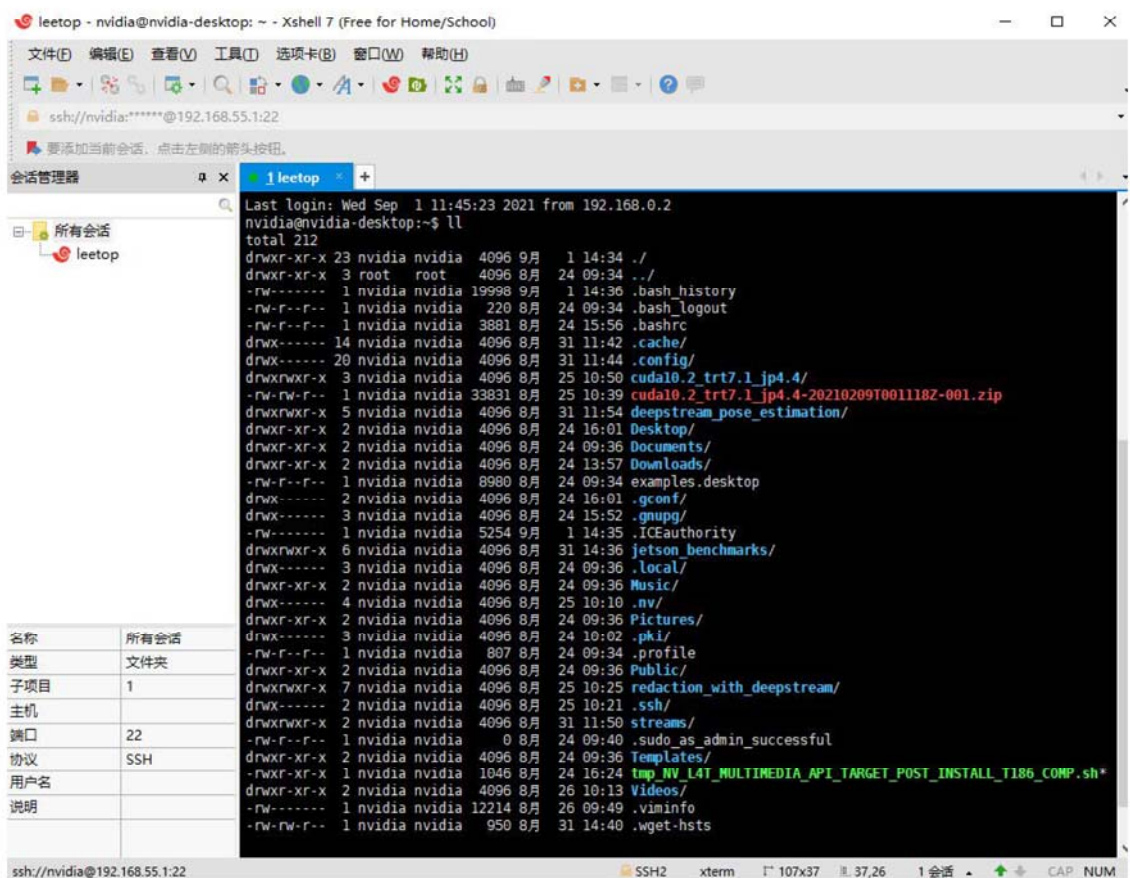 leetop - nvidia@nvidia-desktop: ~ - Xshell 7 (Free for Home/School)
文件(F) 编辑(E) 查看(V) 工具(T) 选项卡(B) 窗口(W) 帮助(H)
ssh://nvidia:******@192.168.55.1:22
要添加当前会话，点击左侧的箭头按钮。
会话管理器
1 leetop
所有会话
leetop
Last login: Wed Sep  1 11:45:23 2021 from 192.168.0.2
nvidia@nvidia-desktop:~$ ll
total 212
drwxr-xr-x 23 nvidia nvidia  4096 9月   1 14:34 ./
drwxr-xr-x  3 root   root    4096 8月  24 09:34 ../
-rw-------  1 nvidia nvidia 19998 9月   1 14:36 .bash_history
-rw-r--r--  1 nvidia nvidia   220 8月  24 09:34 .bash_logout
-rw-r--r--  1 nvidia nvidia  3881 8月  24 15:56 .bashrc
drwx------ 14 nvidia nvidia  4096 8月  31 11:42 .cache/
drwx------ 20 nvidia nvidia  4096 8月  31 11:44 .config/
drwxrwxr-x  3 nvidia nvidia  4096 8月  25 10:50 cuda10.2_trt7.1_jp4.4/
-rw-rw-r--  1 nvidia nvidia 33831 8月  25 10:39 cuda10.2_trt7.1_jp4.4-20210209T001118Z-001.zip
drwxrwxr-x  5 nvidia nvidia  4096 8月  31 11:54 deepstream_pose_estimation/
drwxr-xr-x  2 nvidia nvidia  4096 8月  24 16:01 Desktop/
drwxr-xr-x  2 nvidia nvidia  4096 8月  24 09:36 Documents/
drwxr-xr-x  2 nvidia nvidia  4096 8月  24 13:57 Downloads/
-rw-r--r--  1 nvidia nvidia  8980 8月  24 09:34 examples.desktop
drwx------  2 nvidia nvidia  4096 8月  24 16:01 .gconf/
drwx------  3 nvidia nvidia  4096 8月  24 15:52 .gnupg/
-rw-------  1 nvidia nvidia  5254 9月   1 14:35 .ICEauthority
drwxrwxr-x  6 nvidia nvidia  4096 8月  31 14:36 jetson_benchmarks/
drwx------  3 nvidia nvidia  4096 8月  24 09:36 .local/
drwxr-xr-x  2 nvidia nvidia  4096 8月  24 09:36 Music/
drwx------  4 nvidia nvidia  4096 8月  25 10:10 .nv/
drwxr-xr-x  2 nvidia nvidia  4096 8月  24 09:36 Pictures/
drwx------  3 nvidia nvidia  4096 8月  24 10:02 .pki/
-rw-r--r--  1 nvidia nvidia   807 8月  24 09:34 .profile
drwxr-xr-x  2 nvidia nvidia  4096 8月  24 09:36 Public/
drwxrwxr-x  7 nvidia nvidia  4096 8月  25 10:25 redaction_with_deepstream/
drwx------  2 nvidia nvidia  4096 8月  25 10:21 .ssh/
drwxrwxr-x  2 nvidia nvidia  4096 8月  31 11:50 streams/
-rw-r--r--  1 nvidia nvidia     0 8月  24 09:40 .sudo_as_admin_successful
drwxr-xr-x  2 nvidia nvidia  4096 8月  24 09:36 Templates/
-rwxr-xr-x  1 nvidia nvidia  1046 8月  24 16:24 tmp_NV_L4T_MULTIMEDIA_API_TARGET_POST_INSTALL_T186_COMP.sh*
drwxr-xr-x  2 nvidia nvidia  4096 8月  26 10:13 Videos/
-rw-------  1 nvidia nvidia 12214 8月  26 09:49 .viminfo
-rw-rw-r--  1 nvidia nvidia   950 8月  31 14:40 .wget-hsts
名称 所有会话
类型 文件夹
子项目 1
主机
端口 22
协议 SSH
用户名
说明
ssh://nvidia@192.168.55.1:22 SSH2 xterm 107x37 37,26 1 会话 CAP NUM